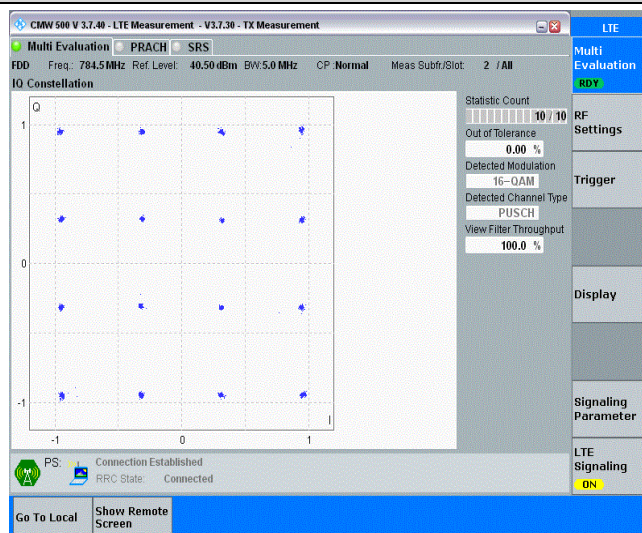 CMW 500 V 3.7.40 - LTE Measurement - V3.7.30 - TX Measurement
LTE
Multi Evaluation PRACH SRS
FDD Freq.: 784.5 MHz Ref. Level: 40.50 dBm BW: 5.0 MHz CP :Normal Meas Subfr./Slot: 2 / All
IQ Constellation
Q
1
0
-1
-1 0 1
I
Statistic Count
10 / 10
Out of Tolerance
0.00 %
Detected Modulation
16-QAM
Detected Channel Type
PUSCH
View Filter Throughput
100.0 %
Multi
Evaluation
RDY
RF
Settings
Trigger
Display
Signaling
Parameter
LTE
Signaling
ON
PS: Connection Established
RRC State: Connected
Go To Local
Show Remote
Screen